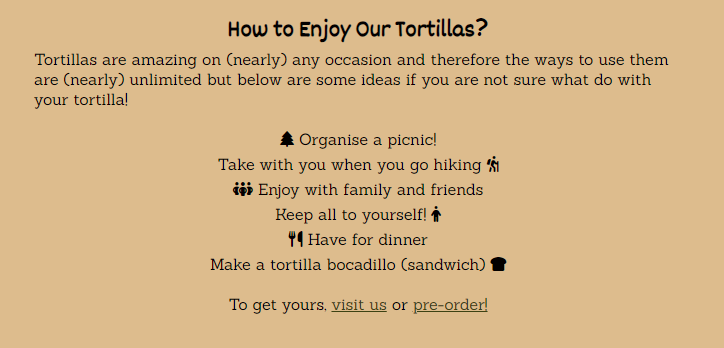 How to Enjoy Our Tortillas?
Tortillas are amazing on (nearly) any occasion and therefore the ways to use them
are (nearly) unlimited but below are some ideas if you are not sure what do with
your tortilla!
Organise a picnic!
Take with you when you go hiking
Enjoy with family and friends
Keep all to yourself!
Have for dinner
Make a tortilla bocadillo (sandwich)
To get yours, visit us or pre-order!